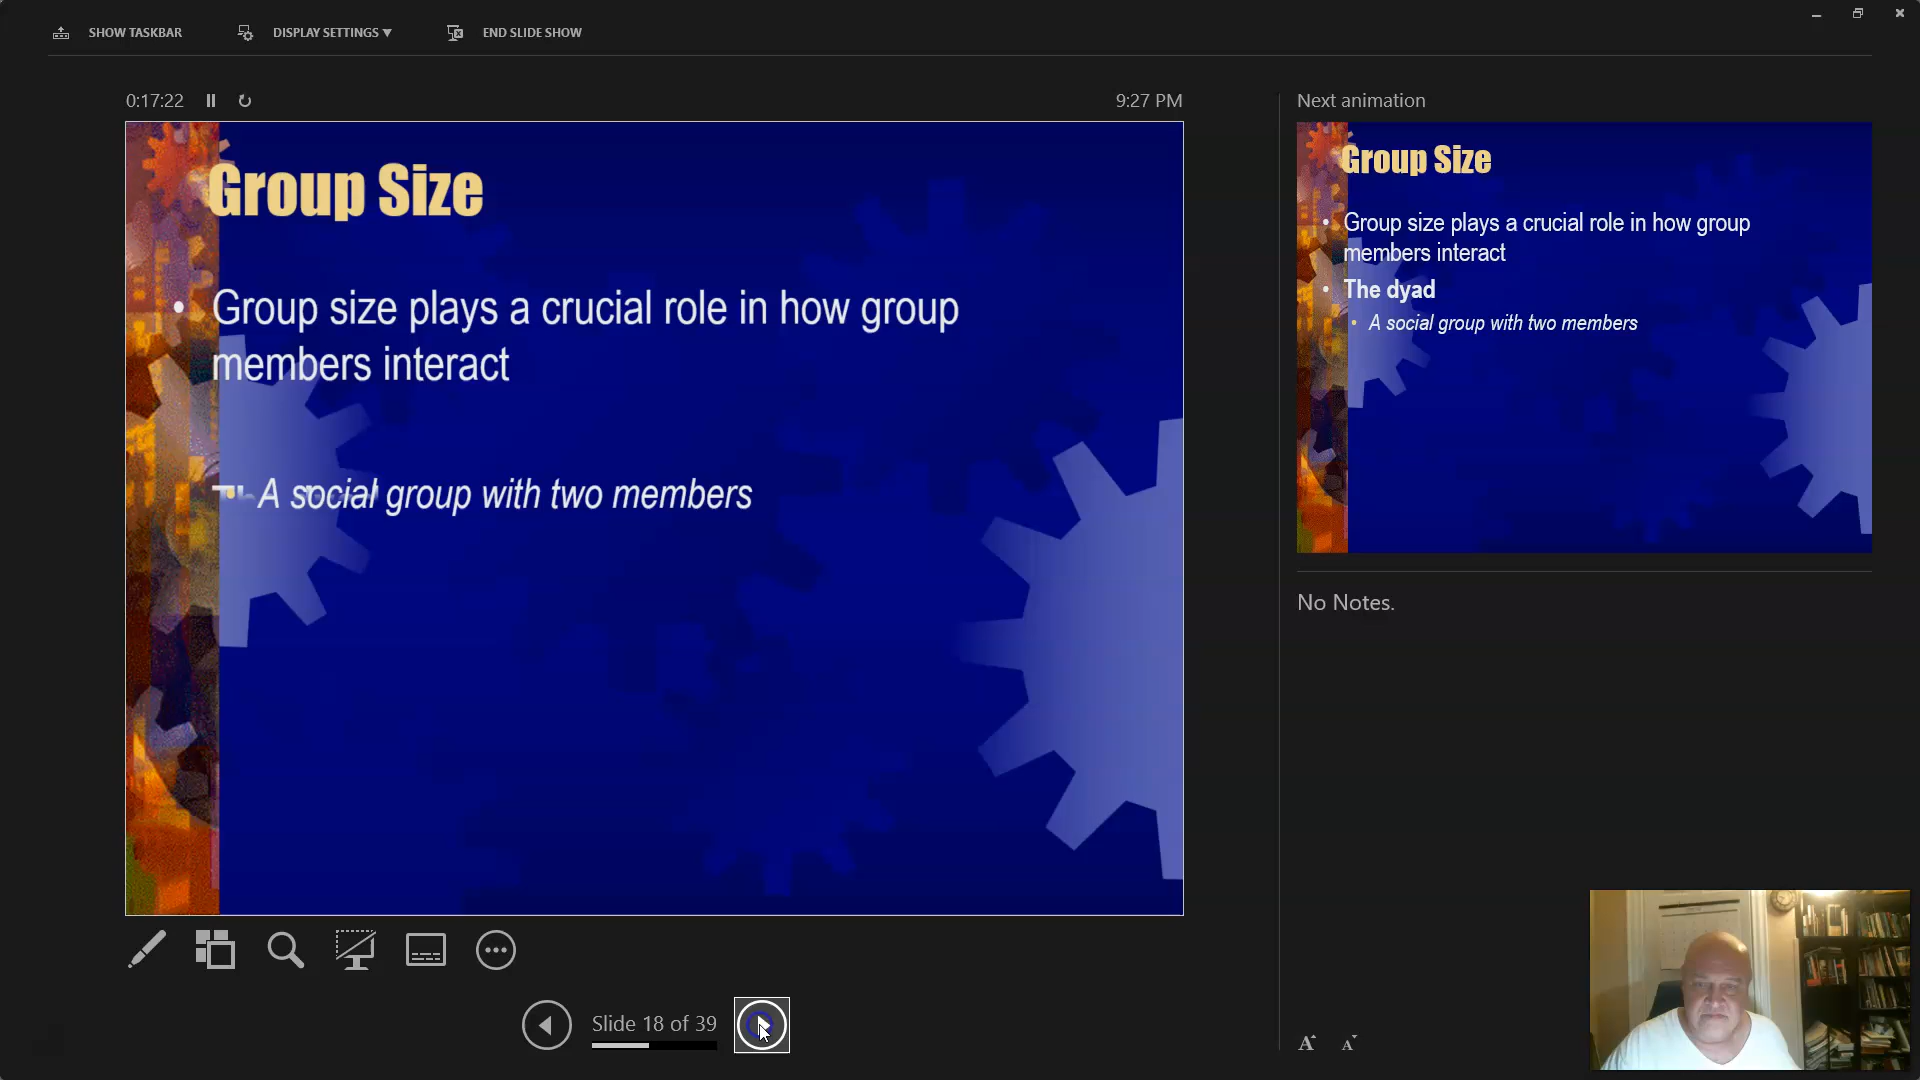 SHOW TASKBAR
DISPLAY SETTINGS ▼
END SLIDE SHOW
0:17:22
9:27 PM
Group Size
• Group size plays a crucial role in how group
members interact
• A social group with two members
Slide 18 of 39
Next animation
Group Size
• Group size plays a crucial role in how group
members interact
• The dyad
• A social group with two members
No Notes.
A A